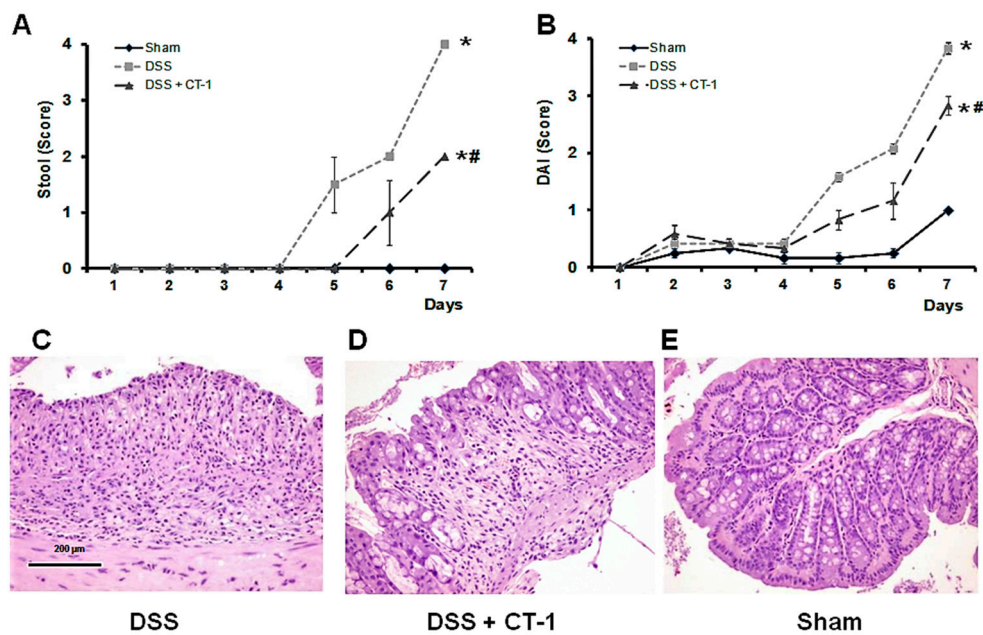 A
Stool (Score)
4
3
2
1
0
1 2 3 4 5 6 7
Days
Sham
DSS
DSS + CT-1
*
*#
B
DAI (Score)
4
3
2
1
0
1 2 3 4 5 6 7
Days
Sham
DSS
DSS + CT-1
*
*#
C
D
E
200 µm
DSS
DSS + CT-1
Sham